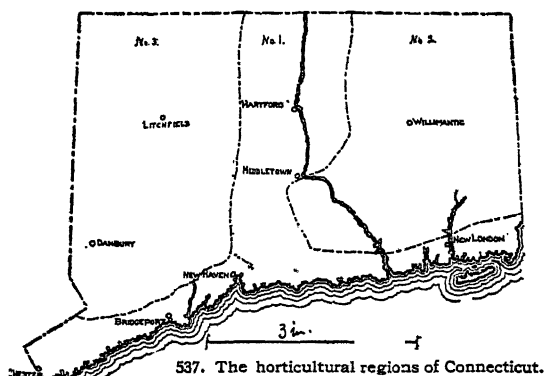 No. 3. No. 1. No. 2.
HARTFORD
LITCHFIELD
WILLIMANTIC
MIDDLETOWN
DANBURY
NEW LONDON
NEW HAVEN
BRIDGEPORT
3 in.
537. The horticultural regions of Connecticut.